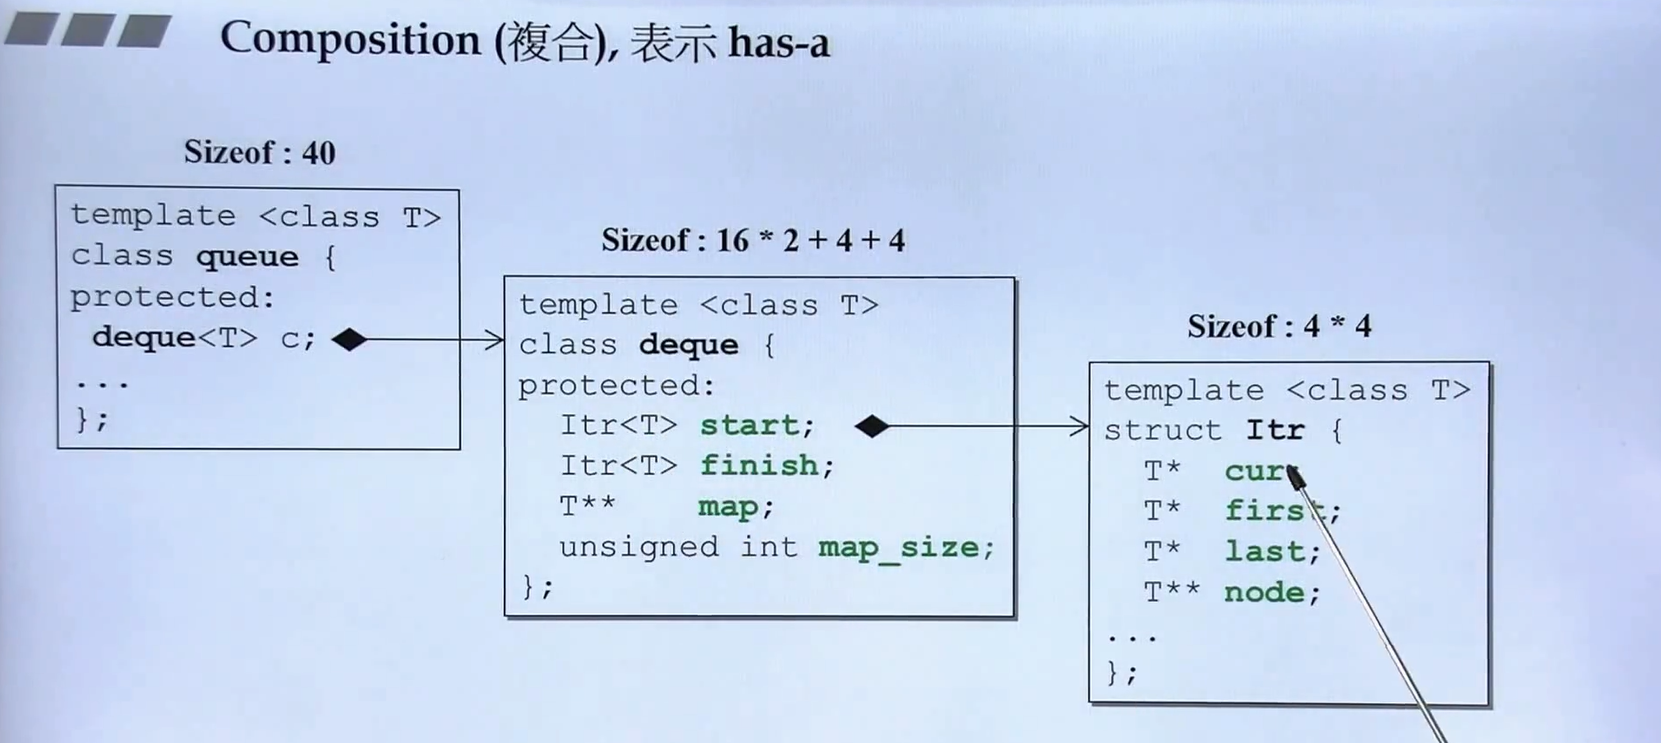 Composition (複合), 表示 has-a
Sizeof : 40
template <class T>
class queue {
protected:
deque<T> c;
...
};
Sizeof : 16 * 2 + 4 + 4
template <class T>
class deque {
protected:
Itr<T> start;
Itr<T> finish;
T** map;
unsigned int map_size;
};
Sizeof : 4 * 4
template <class T>
struct Itr {
T* cur
T* first;
T* last;
T** node;
...
};